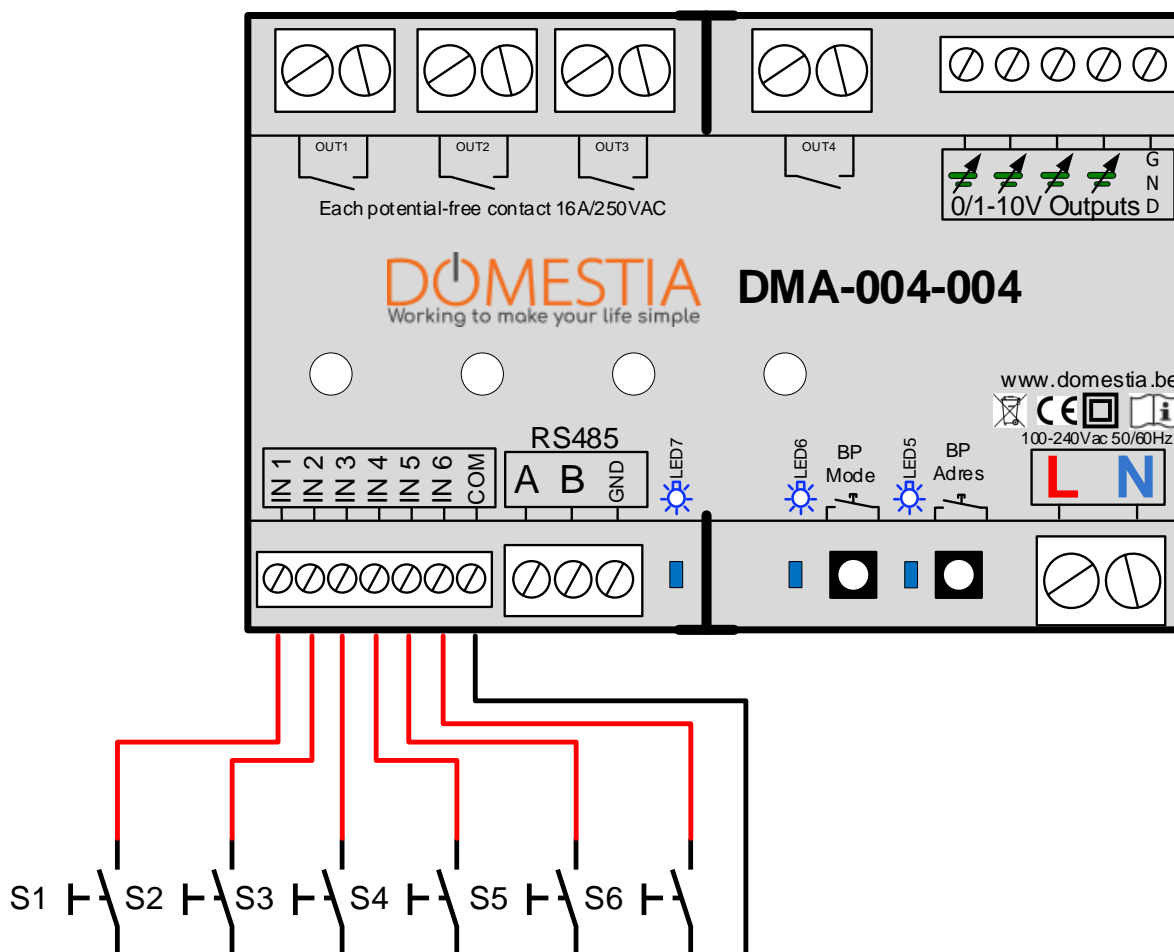 OUT1 OUT2 OUT3 OUT4
Each potential-free contact 16A/250VAC
G
N
D
0/1-10V Outputs
DOMESTIA
Working to make your life simple
DMA-004-004
www.domestia.be
CE
i
100-240Vac 50/60Hz
IN 1
IN 2
IN 3
IN 4
IN 5
IN 6
COM
RS485
A B GND
LED7
LED6
BP
Mode
LED5
BP
Adres
L N
S1 S2 S3 S4 S5 S6